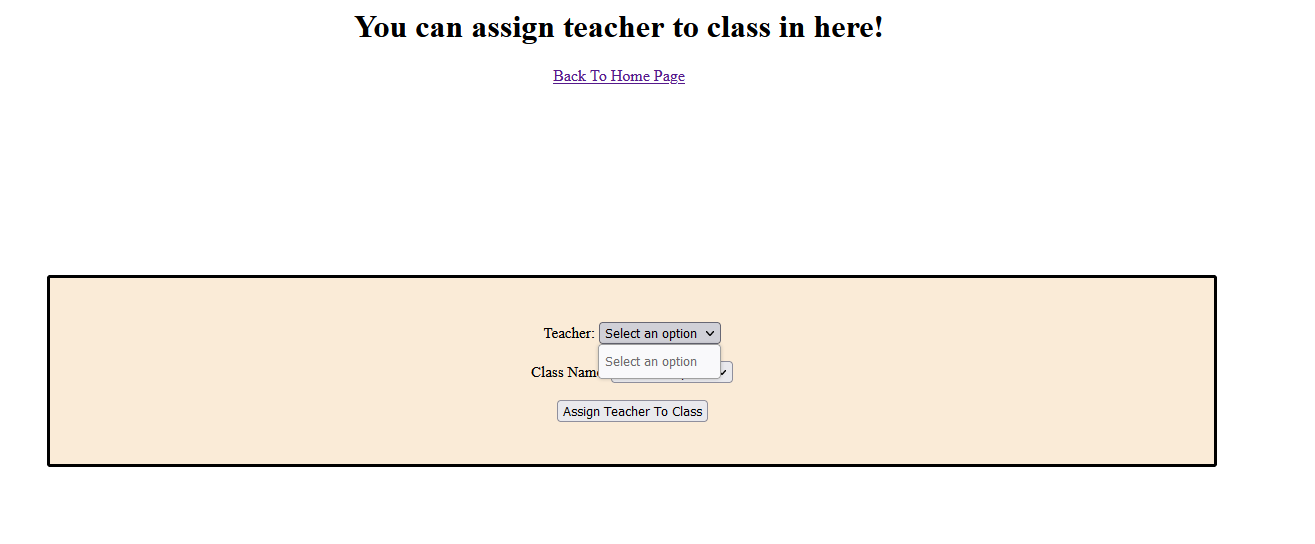 You can assign teacher to class in here!
Back To Home Page
Teacher: Select an option
Select an option
Class Name
Assign Teacher To Class